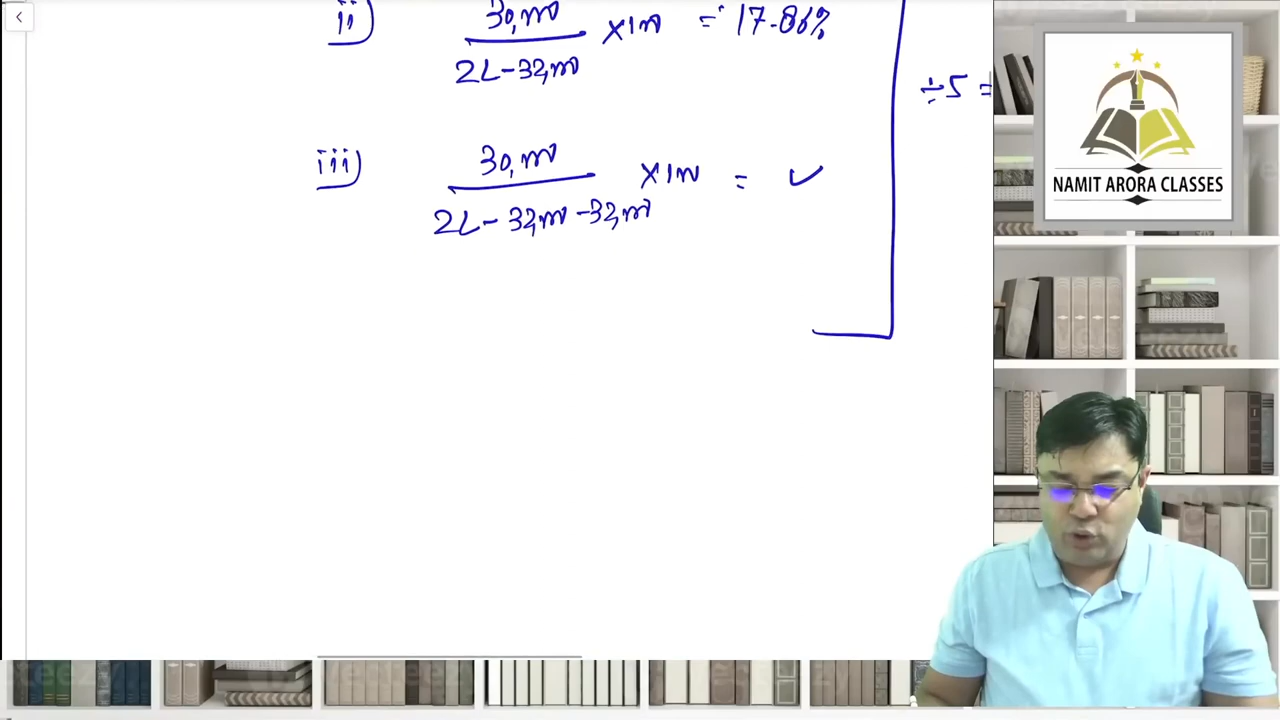 ii) 30,000 / 2L - 32,000 × 100 = 17.86%
÷5 =
iii) 30,000 / 2L - 32,000 - 32,000 × 100 = ✓
NAMIT ARORA CLASSES